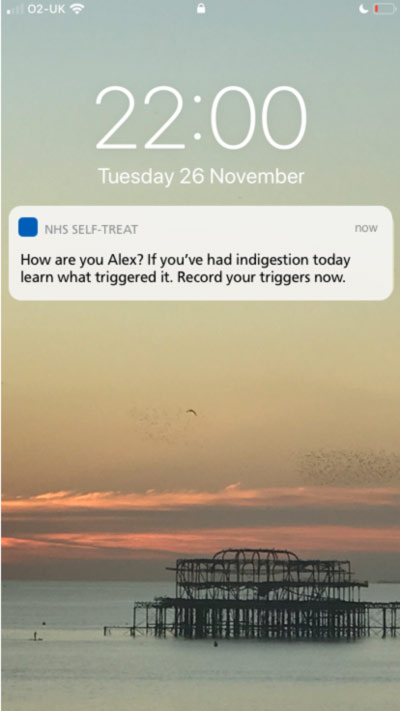 O2-UK
22:00
Tuesday 26 November
NHS SELF-TREAT now
How are you Alex? If you've had indigestion today
learn what triggered it. Record your triggers now.